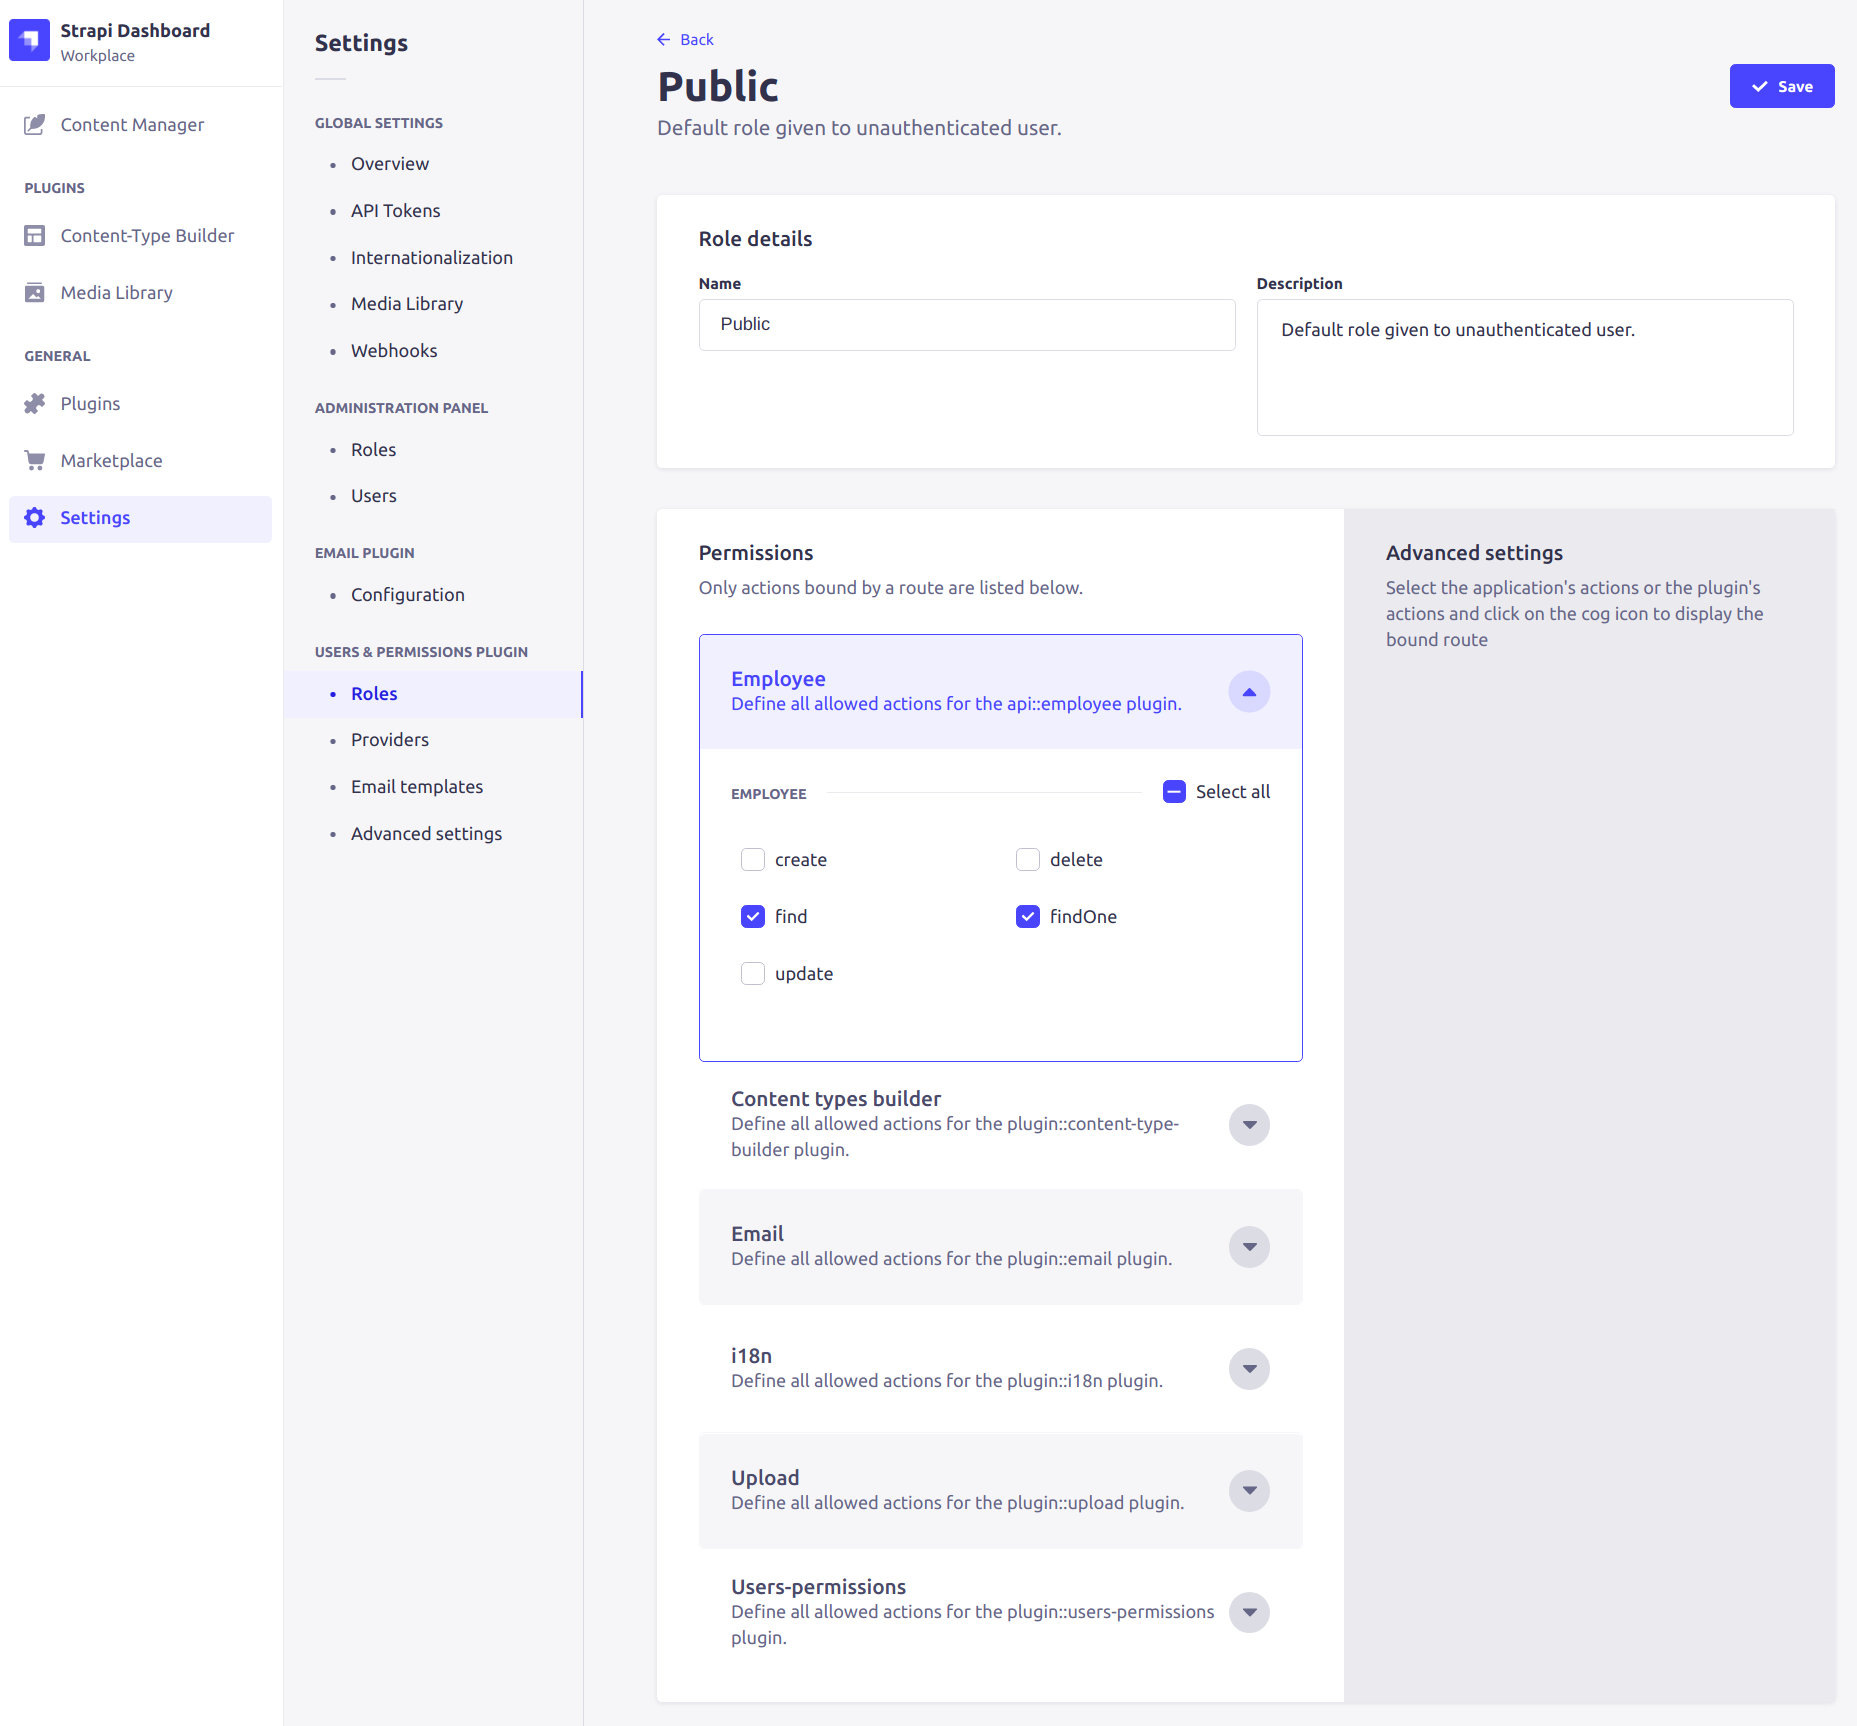 Strapi Dashboard
Workplace
Content Manager
PLUGINS
Content-Type Builder
Media Library
GENERAL
Plugins
Marketplace
Settings
Settings
GLOBAL SETTINGS
Overview
API Tokens
Internationalization
Media Library
Webhooks
ADMINISTRATION PANEL
Roles
Users
EMAIL PLUGIN
Configuration
USERS & PERMISSIONS PLUGIN
Roles
Providers
Email templates
Advanced settings
Back
Public
Save
Default role given to unauthenticated user.
Role details
Name
Public
Description
Default role given to unauthenticated user.
Permissions
Only actions bound by a route are listed below.
Employee
Define all allowed actions for the api::employee plugin.
EMPLOYEE
Select all
create
delete
find
findOne
update
Content types builder
Define all allowed actions for the plugin::content-type-
builder plugin.
Email
Define all allowed actions for the plugin::email plugin.
i18n
Define all allowed actions for the plugin::i18n plugin.
Upload
Define all allowed actions for the plugin::upload plugin.
Users-permissions
Define all allowed actions for the plugin::users-permissions
plugin.
Advanced settings
Select the application's actions or the plugin's
actions and click on the cog icon to display the
bound route